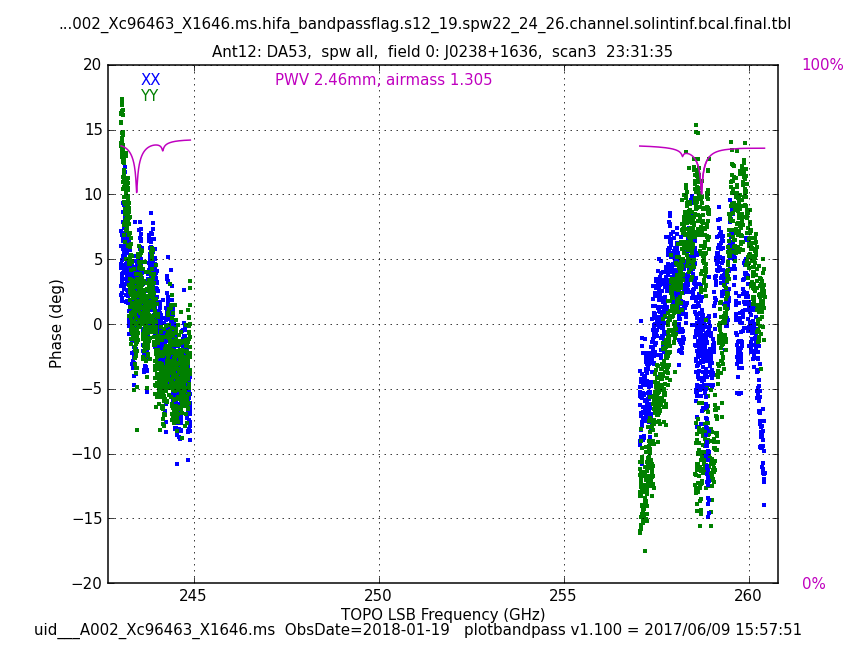 ...002_Xc96463_X1646.ms.hifa_bandpassflag.s12_19.spw22_24_26.channel.solintinf.bcal.final.tbl
Ant12: DA53,  spw all,  field 0: J0238+1636,  scan3  23:31:35
20
100%
XX
PWV 2.46mm, airmass 1.305
YY
15
10
5
0
Phase (deg)
−5
−10
−15
−20
0%
245
250
255
260
TOPO LSB Frequency (GHz)
uid___A002_Xc96463_X1646.ms  ObsDate=2018-01-19   plotbandpass v1.100 = 2017/06/09 15:57:51